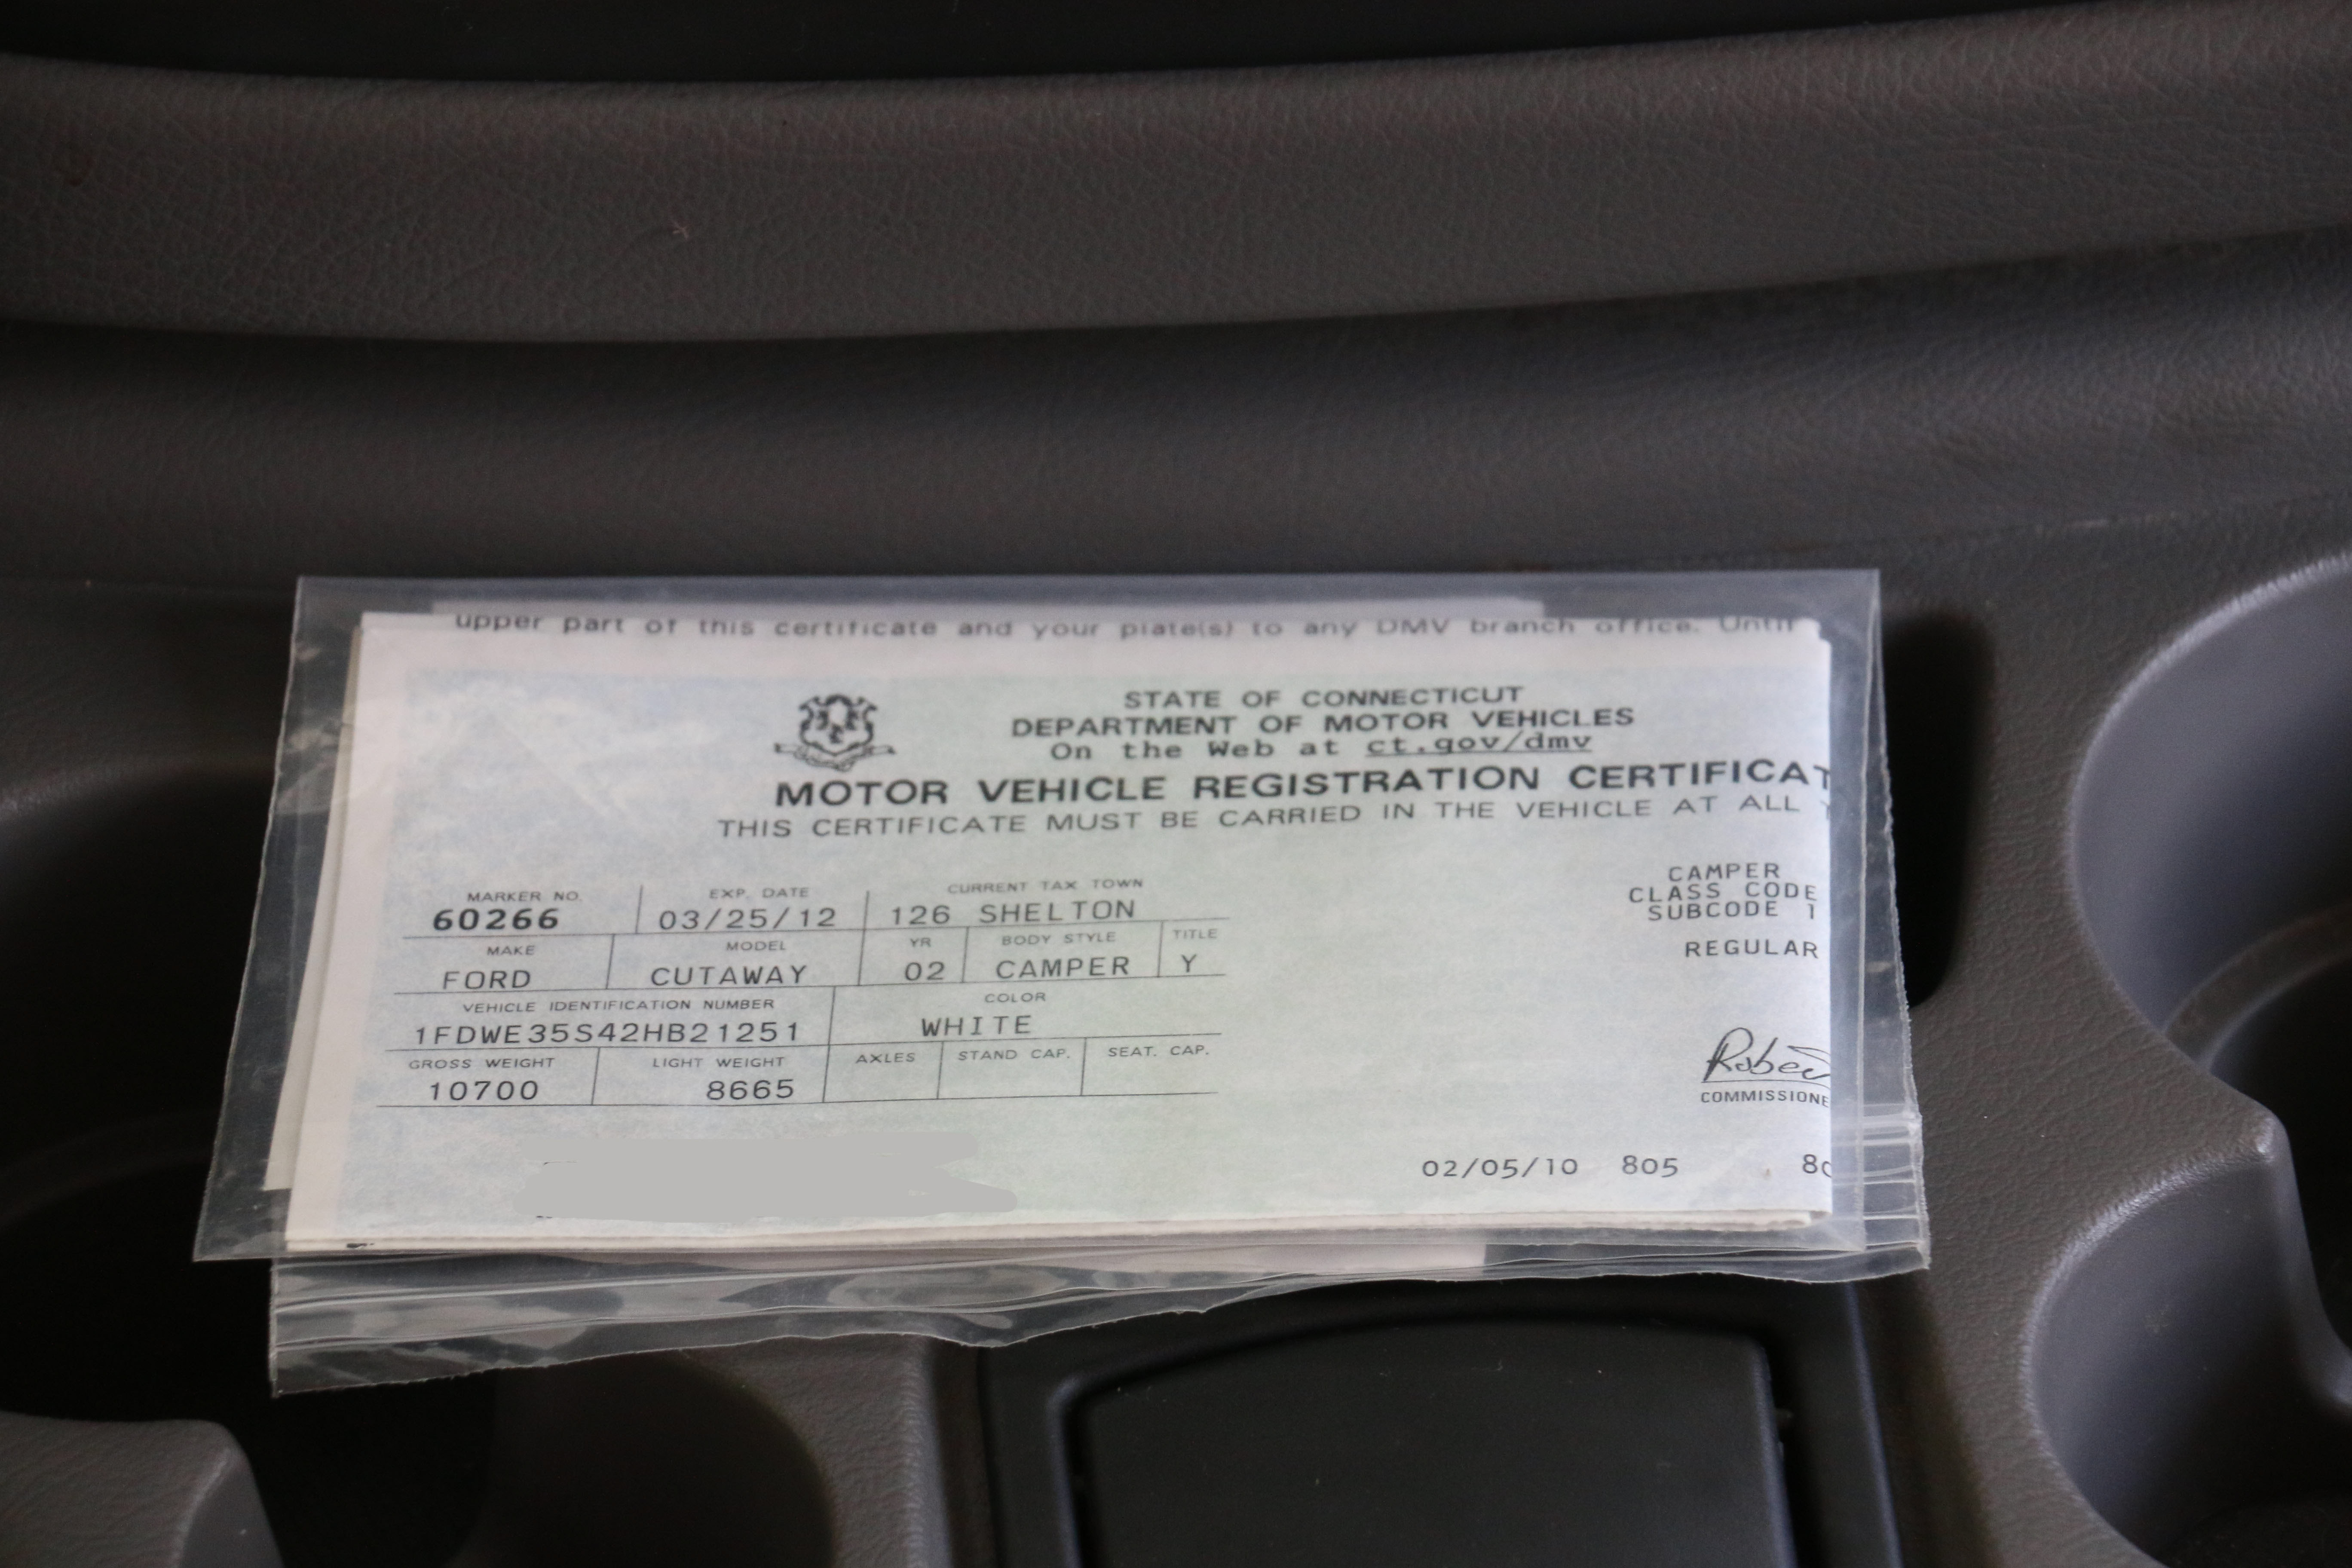 upper part of this certificate and your plate(s) to any DMV branch office. Until
STATE OF CONNECTICUT
DEPARTMENT OF MOTOR VEHICLES
On the Web at ct.gov/dmv
MOTOR VEHICLE REGISTRATION CERTIFICAT
THIS CERTIFICATE MUST BE CARRIED IN THE VEHICLE AT ALL
CAMPER
CLASS CODE
SUBCODE 1
REGULAR
MARKER NO. EXP. DATE CURRENT TAX TOWN
60266 03/25/12 126 SHELTON
MAKE MODEL YR BODY STYLE TITLE
FORD CUTAWAY 02 CAMPER Y
VEHICLE IDENTIFICATION NUMBER COLOR
1FDWE35S42HB21251 WHITE
GROSS WEIGHT LIGHT WEIGHT AXLES STAND CAP. SEAT. CAP.
10700 8665
Robe
COMMISSIONE
02/05/10 805 80